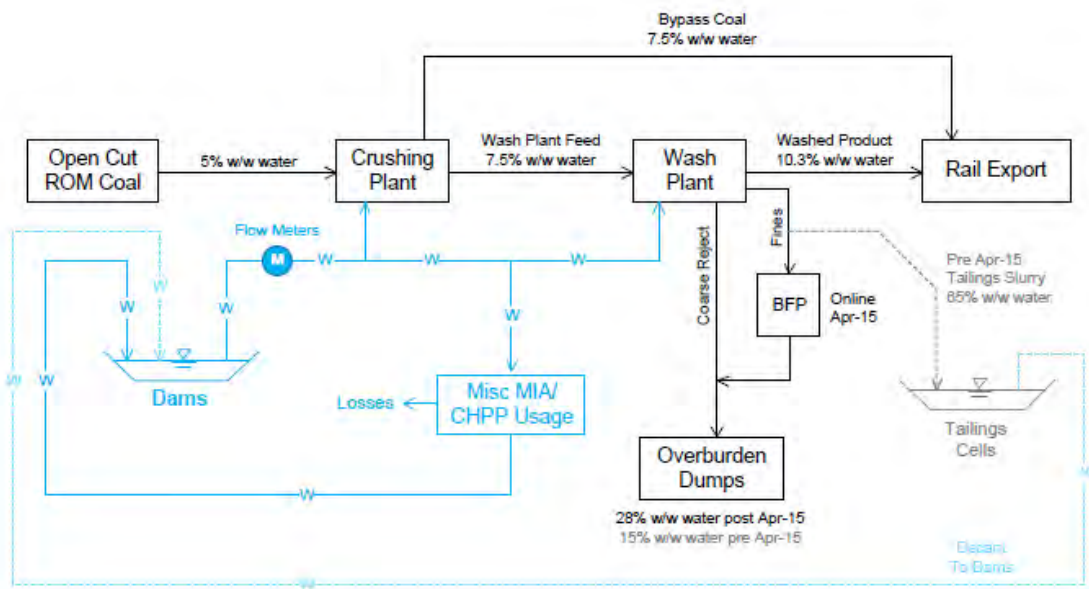 Bypass Coal
7.5% w/w water
Open Cut
ROM Coal
5% w/w water
Crushing
Plant
Wash Plant Feed
7.5% w/w water
Wash
Plant
Washed Product
10.3% w/w water
Rail Export
Flow Meters
M
W
W
W
W
W
W
W
W
W
Coarse Reject
Fines
BFP
Online
Apr-15
Pre Apr-15
Tailings Slurry
65% w/w water
Dams
Losses
Misc MIA/
CHPP Usage
Tailings
Cells
Overburden
Dumps
W
W
28% w/w water post Apr-15
15% w/w water pre Apr-15
Decant
To Dams
W